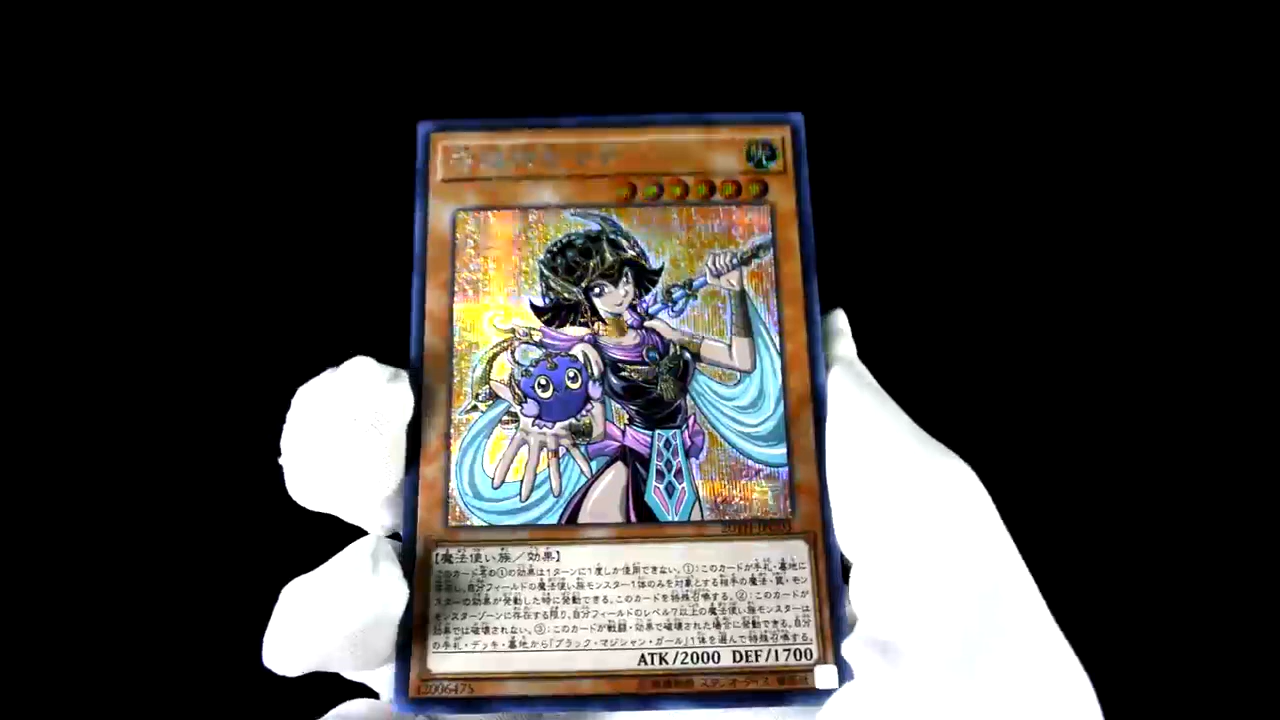 【魔法使い族／効果】
このカード名の①の効果は1ターンに1度しか使用できない。①:このカードが手札・墓地に
存在し、自分フィールドの魔法使い族モンスター1体のみを対象とする相手の魔法・罠・モン
スターの効果が発動した時に発動できる。このカードを特殊召喚する。②:このカードが
モンスターゾーンに存在する限り、自分フィールドのレベル7以上の魔法使い族モンスターは
効果では破壊されない。③:このカードが戦闘・効果で破壊された場合に発動できる。自分
の手札・デッキ・墓地から「ブラック・マジシャン・ガール」1体を選んで特殊召喚する。
ATK/2000 DEF/1700
42006475
スタジオ・ダイス